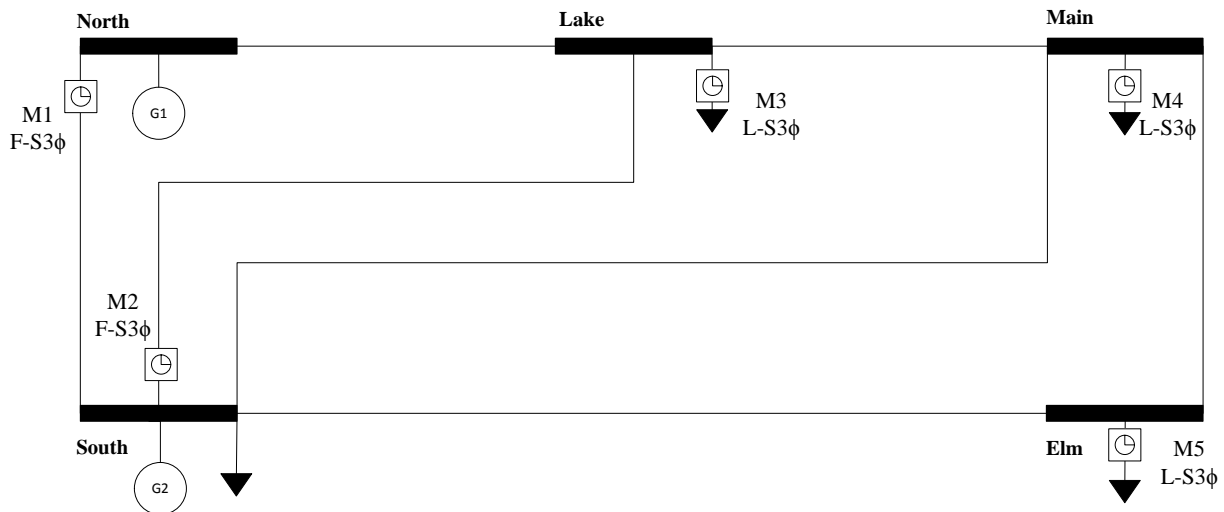 North
Lake
Main
M1
F-S3ϕ
G1
M3
L-S3ϕ
M4
L-S3ϕ
M2
F-S3ϕ
South
G2
Elm
M5
L-S3ϕ